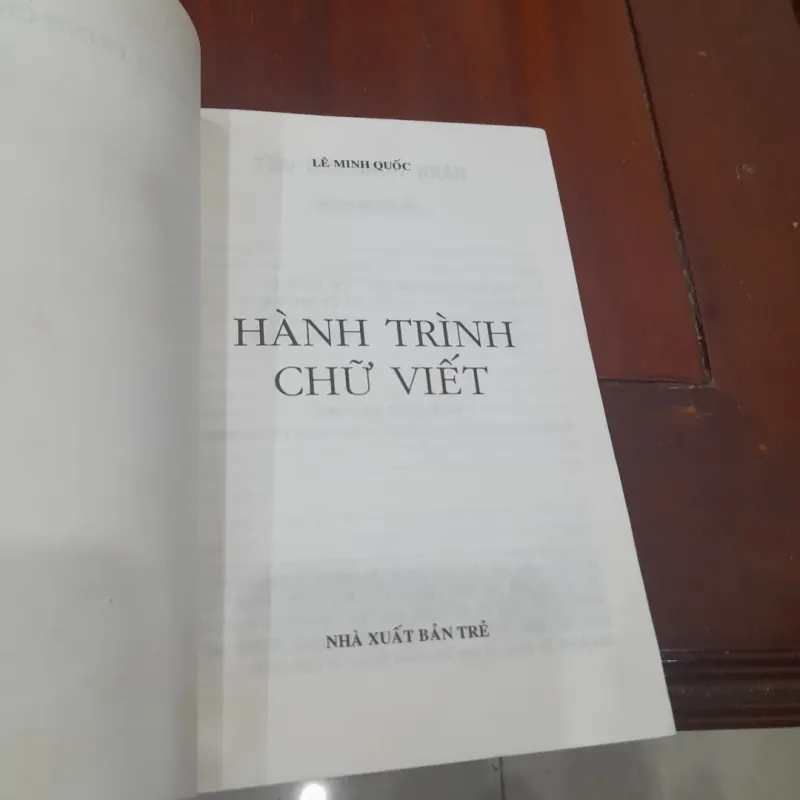 LÊ MINH QUỐC
HÀNH TRÌNH
CHỮ VIẾT
NHÀ XUẤT BẢN TRẺ